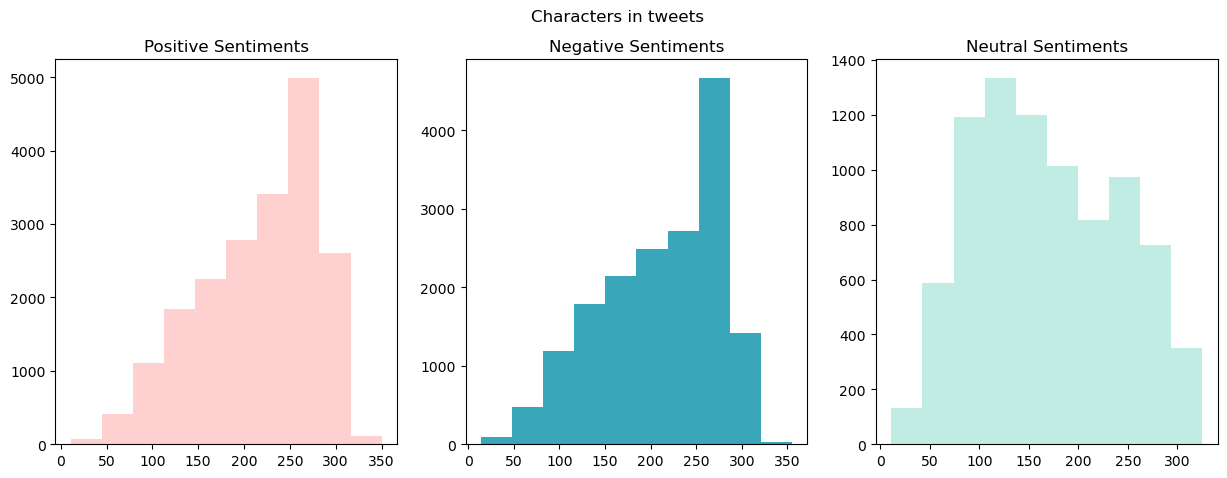 Characters in tweets
Positive Sentiments
5000
4000
3000
2000
1000
0
0 50 100 150 200 250 300 350
Negative Sentiments
4000
3000
2000
1000
0
0 50 100 150 200 250 300 350
Neutral Sentiments
1400
1200
1000
800
600
400
200
0
0 50 100 150 200 250 300